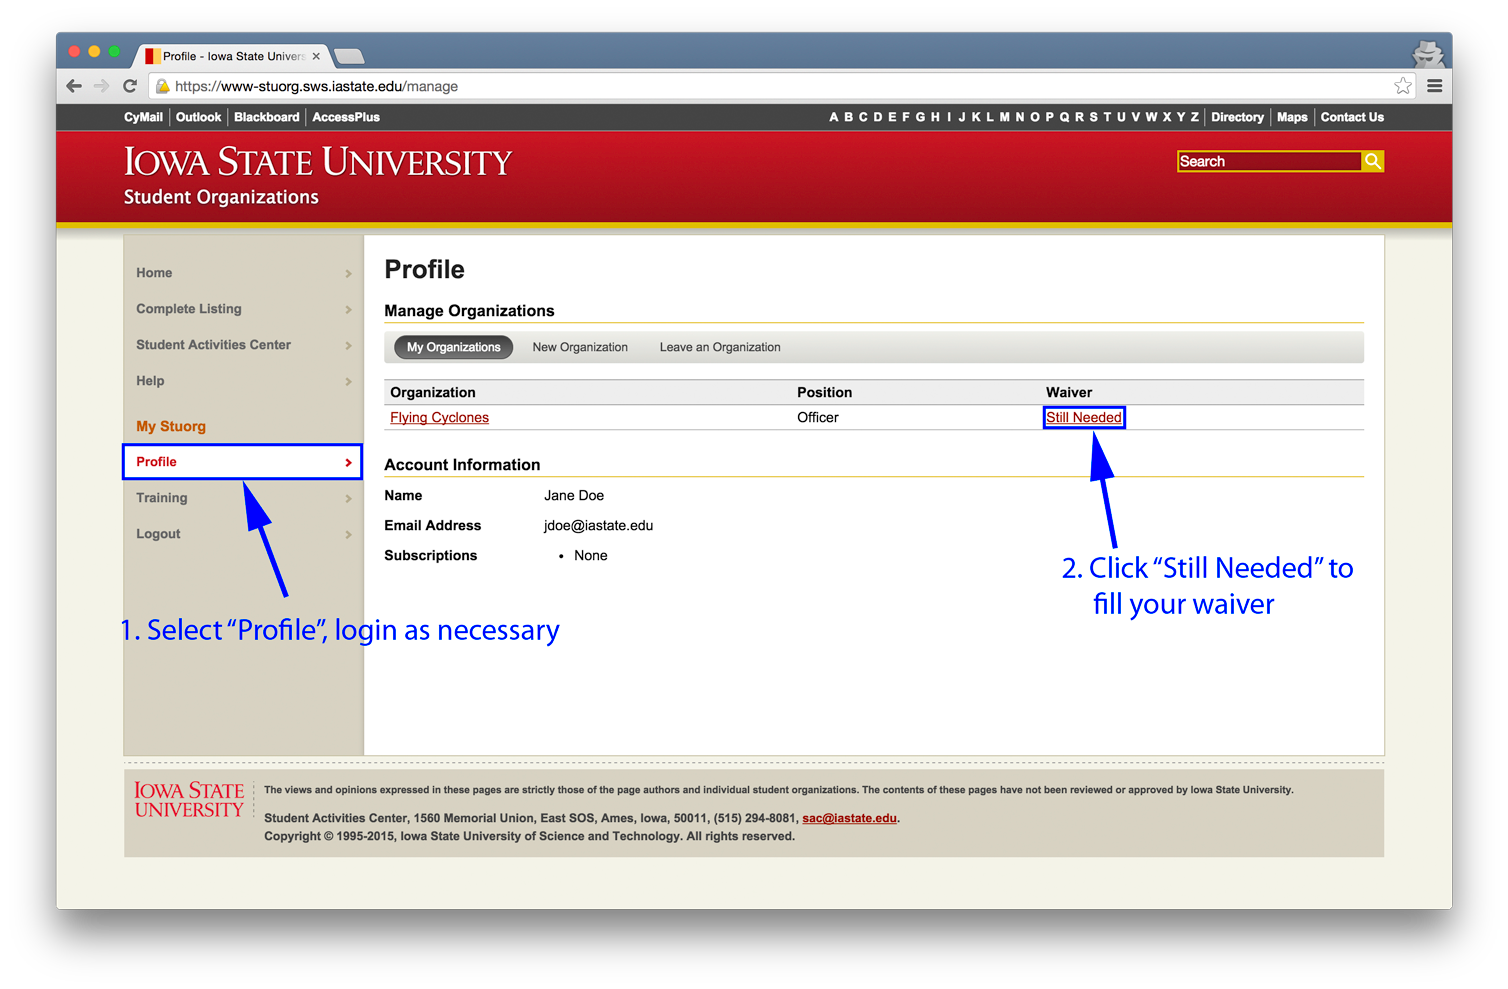 Profile - Iowa State Univers
https://www-stuorg.sws.iastate.edu/manage
CyMail Outlook Blackboard AccessPlus
A B C D E F G H I J K L M N O P Q R S T U V W X Y Z Directory Maps Contact Us
IOWA STATE UNIVERSITY
Search
Student Organizations
Home
Complete Listing
Student Activities Center
Help
My Stuorg
Profile
Training
Logout
Profile
Manage Organizations
My Organizations New Organization Leave an Organization
Organization Position Waiver
Flying Cyclones Officer Still Needed
Account Information
Name Jane Doe
Email Address jdoe@iastate.edu
Subscriptions • None
2. Click “Still Needed” to
fill your waiver
1. Select “Profile”, login as necessary
IOWA STATE
UNIVERSITY
The views and opinions expressed in these pages are strictly those of the page authors and individual student organizations. The contents of these pages have not been reviewed or approved by Iowa State University.
Student Activities Center, 1560 Memorial Union, East SOS, Ames, Iowa, 50011, (515) 294-8081, sac@iastate.edu.
Copyright © 1995-2015, Iowa State University of Science and Technology. All rights reserved.